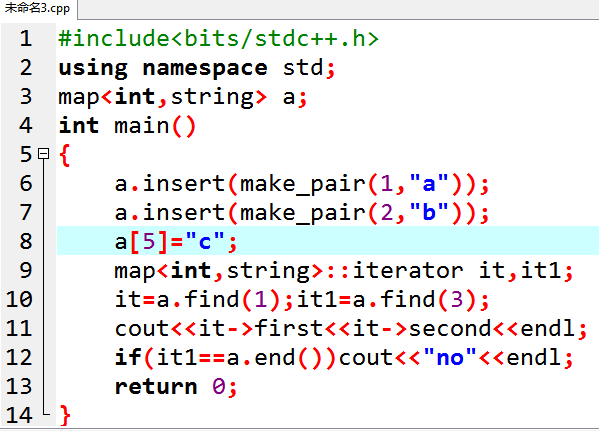 未命名3.cpp
1 #include<bits/stdc++.h>
2 using namespace std;
3 map<int,string> a;
4 int main()
5 {
6 a.insert(make_pair(1,"a"));
7 a.insert(make_pair(2,"b"));
8 a[5]="c";
9 map<int,string>::iterator it,it1;
10 it=a.find(1);it1=a.find(3);
11 cout<<it->first<<it->second<<endl;
12 if(it1==a.end())cout<<"no"<<endl;
13 return 0;
14 }